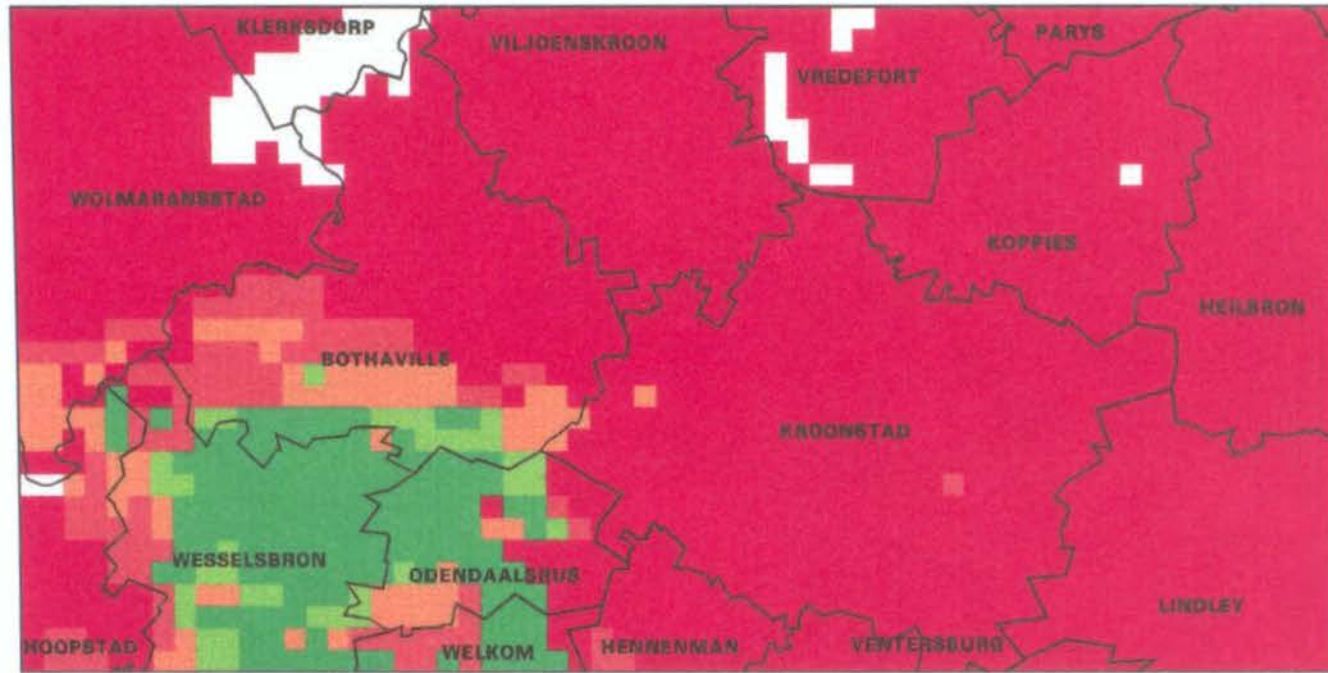 KLERKSDORP
VILJOENSKROON
PARYS
VREDEFORT
WOLMARANSSTAD
KOPPIES
HEILBRON
BOTHAVILLE
KROONSTAD
WESSELSBRON
ODENDAALSRUS
LINDLEY
HOOPSTAD
WELKOM
HENNENMAN
VENTERSBURG